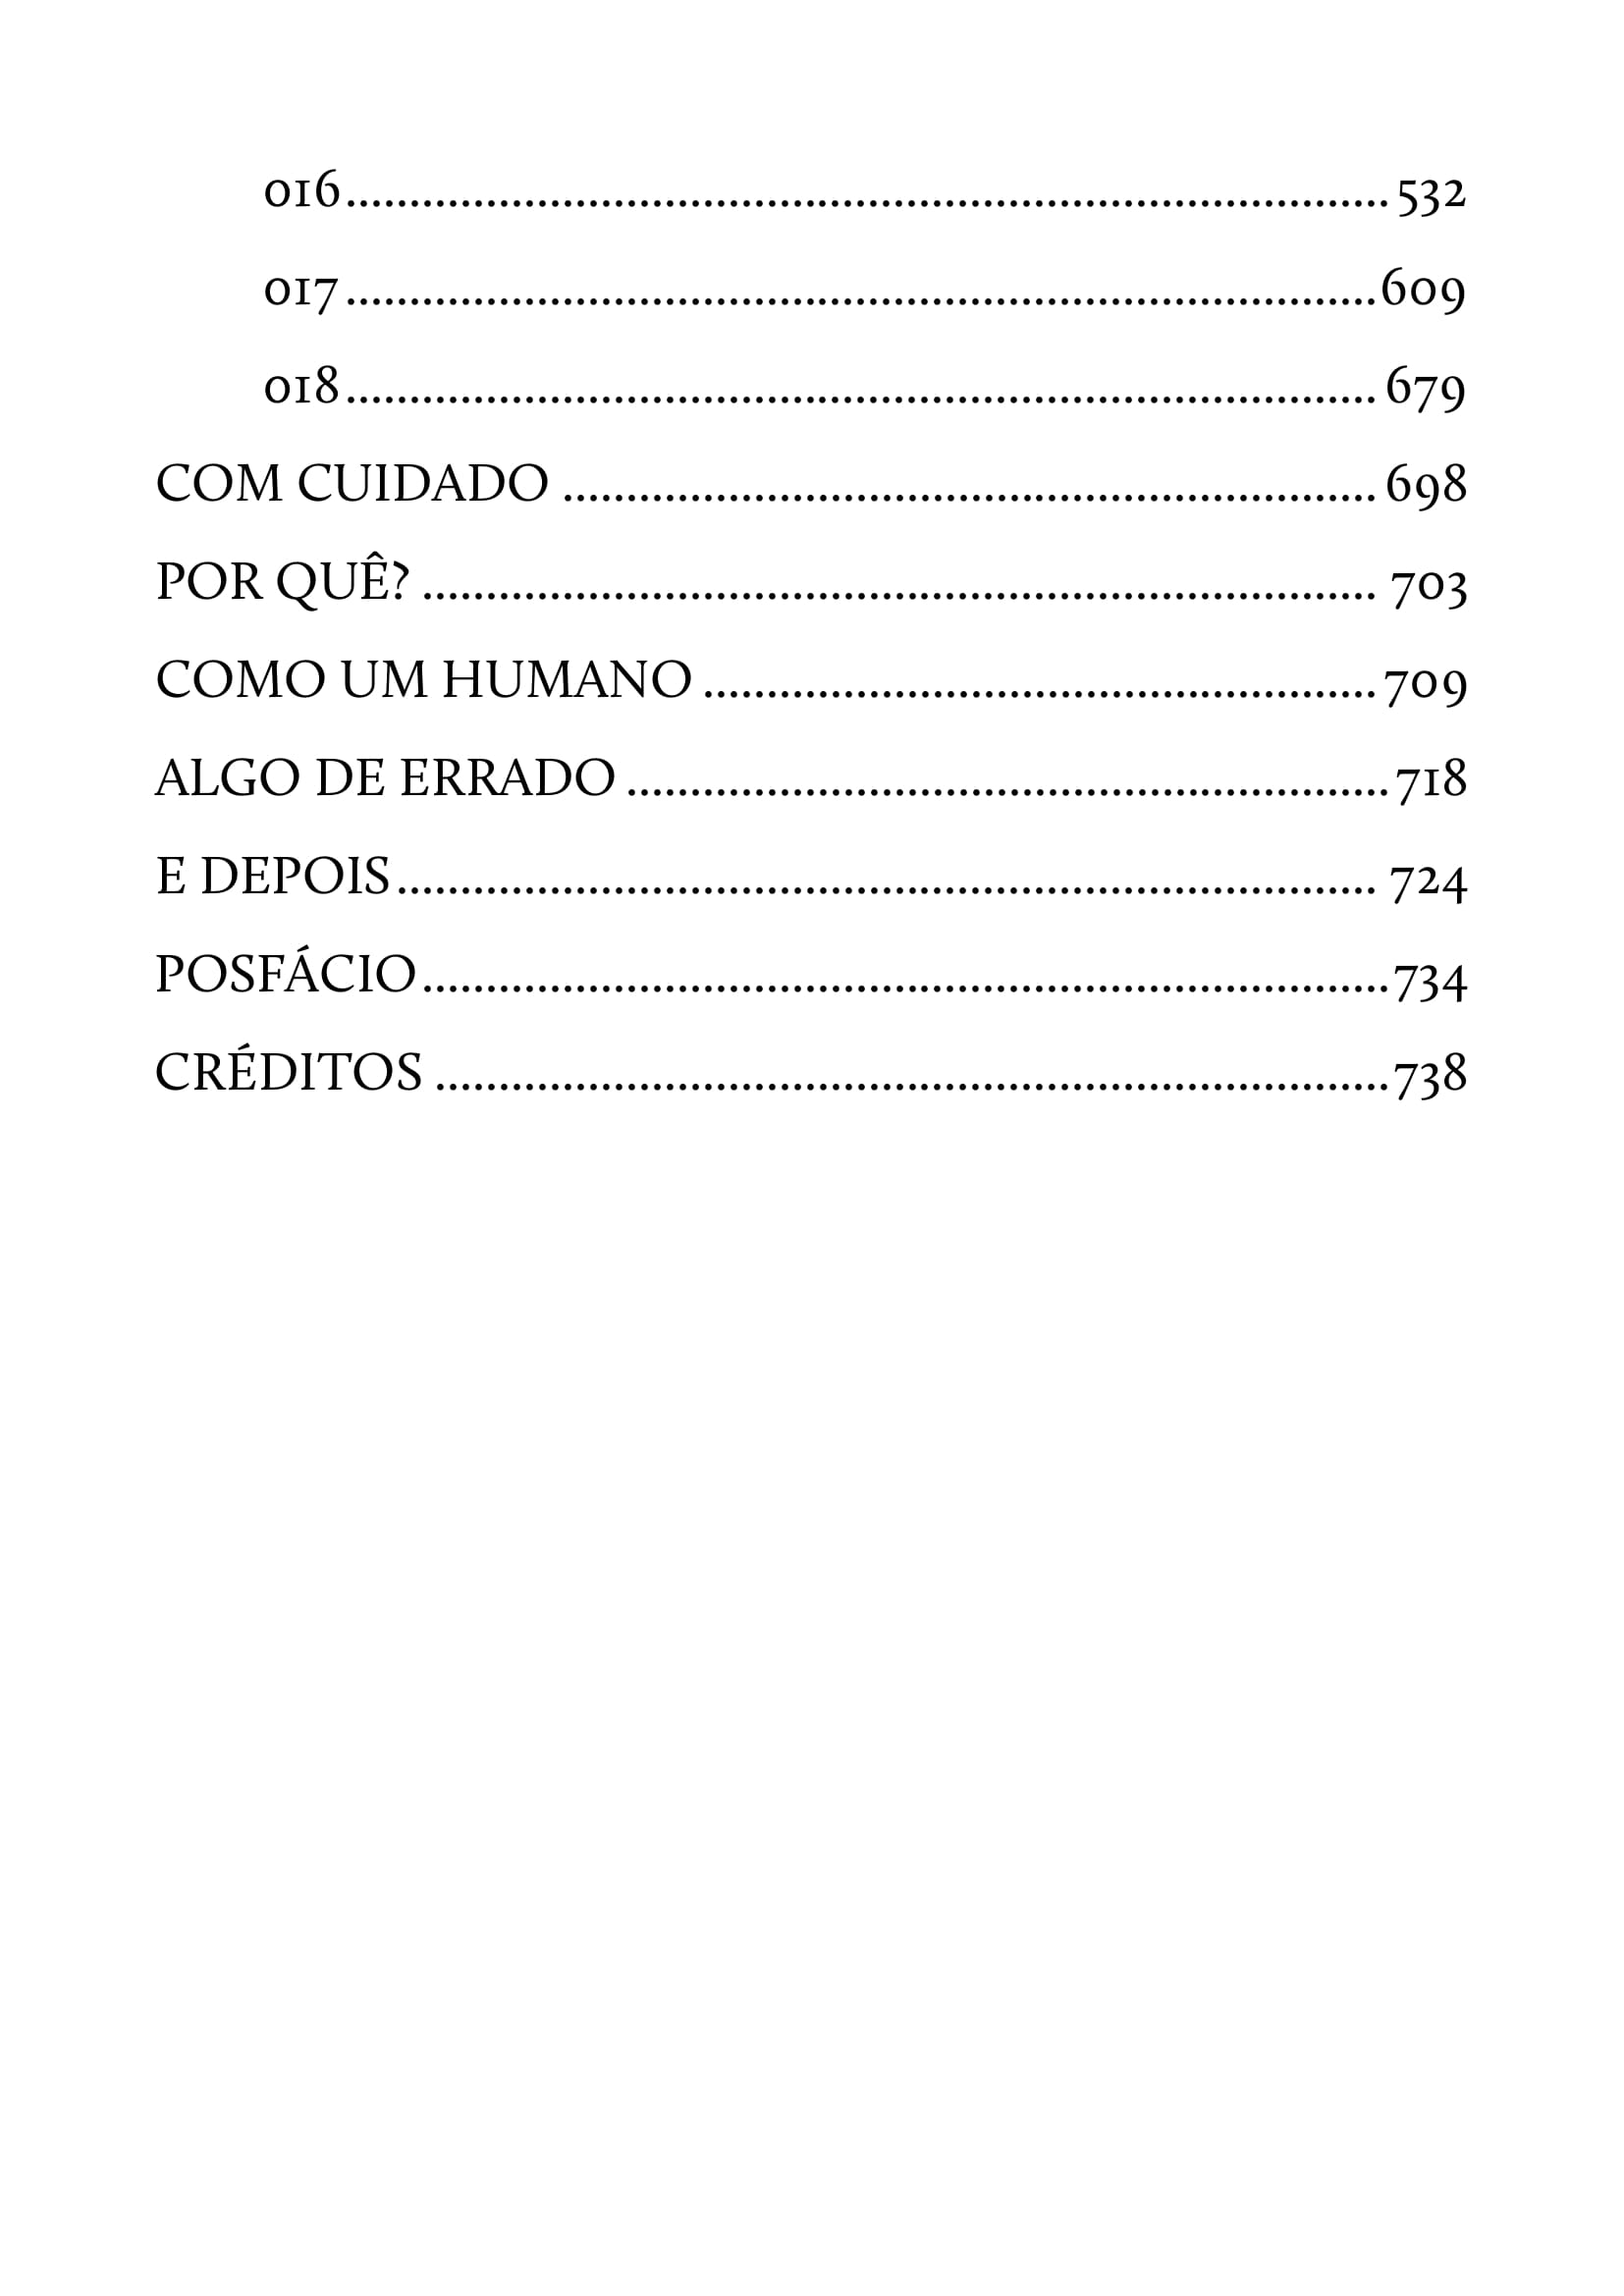 016.................................................................................. 532
017.................................................................................609
018................................................................................. 679
COM CUIDADO ................................................................ 698
POR QUÊ? ........................................................................... 703
COMO UM HUMANO ..................................................... 709
ALGO DE ERRADO ............................................................718
E DEPOIS............................................................................. 724
POSFÁCIO............................................................................734
CRÉDITOS ...........................................................................738